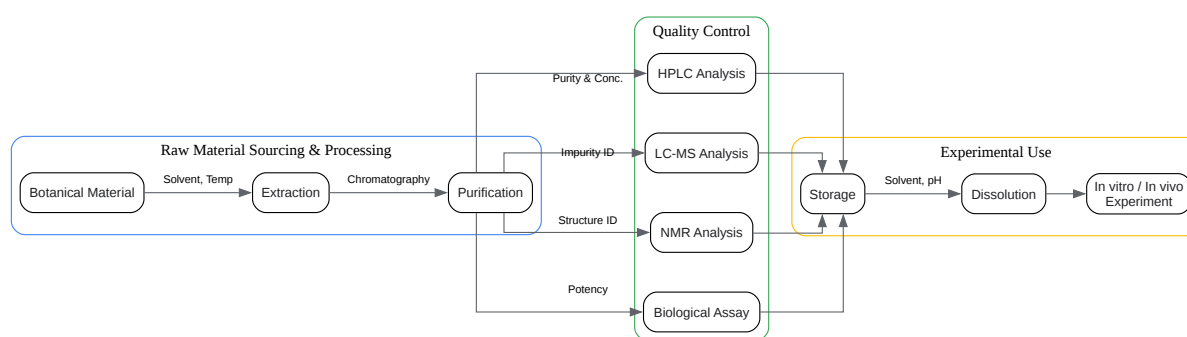 Quality Control
HPLC Analysis
Purity & Conc.
Raw Material Sourcing & Processing
Impurity ID
LC-MS Analysis
Experimental Use
Botanical Material
Solvent, Temp
Extraction
Chromatography
Purification
Storage
Solvent, pH
Dissolution
In vitro / In vivo
Experiment
Structure ID
NMR Analysis
Potency
Biological Assay